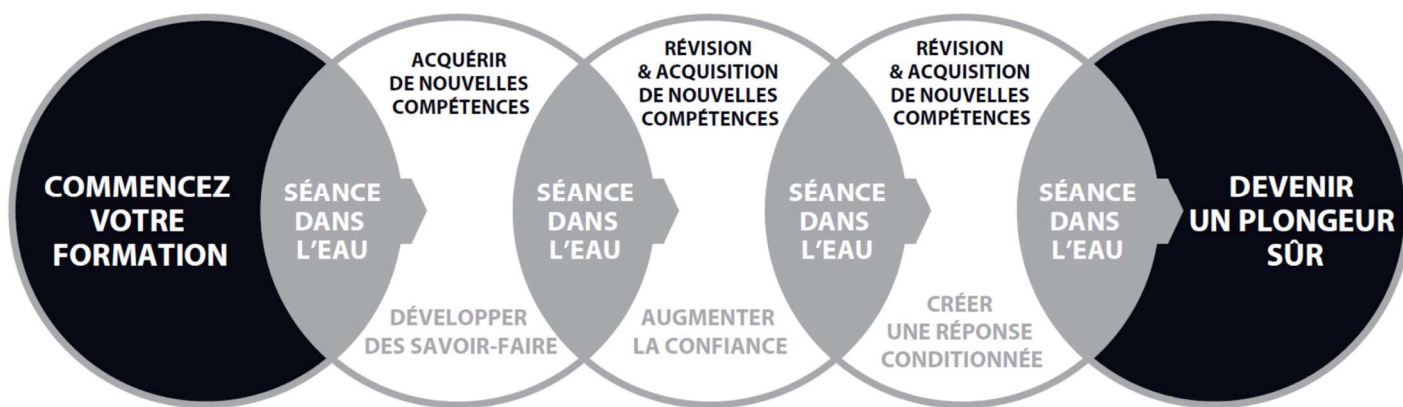 COMMENCEZ
VOTRE
FORMATION
SÉANCE
DANS
L'EAU
ACQUÉRIR
DE NOUVELLES
COMPÉTENCES
DÉVELOPPER
DES SAVOIR-FAIRE
SÉANCE
DANS
L'EAU
RÉVISION
& ACQUISITION
DE NOUVELLES
COMPÉTENCES
AUGMENTER
LA CONFIANCE
SÉANCE
DANS
L'EAU
RÉVISION
& ACQUISITION
DE NOUVELLES
COMPÉTENCES
CRÉER
UNE RÉPONSE
CONDITIONNÉE
SÉANCE
DANS
L'EAU
DEVENIR
UN PLONGEUR
SÛR